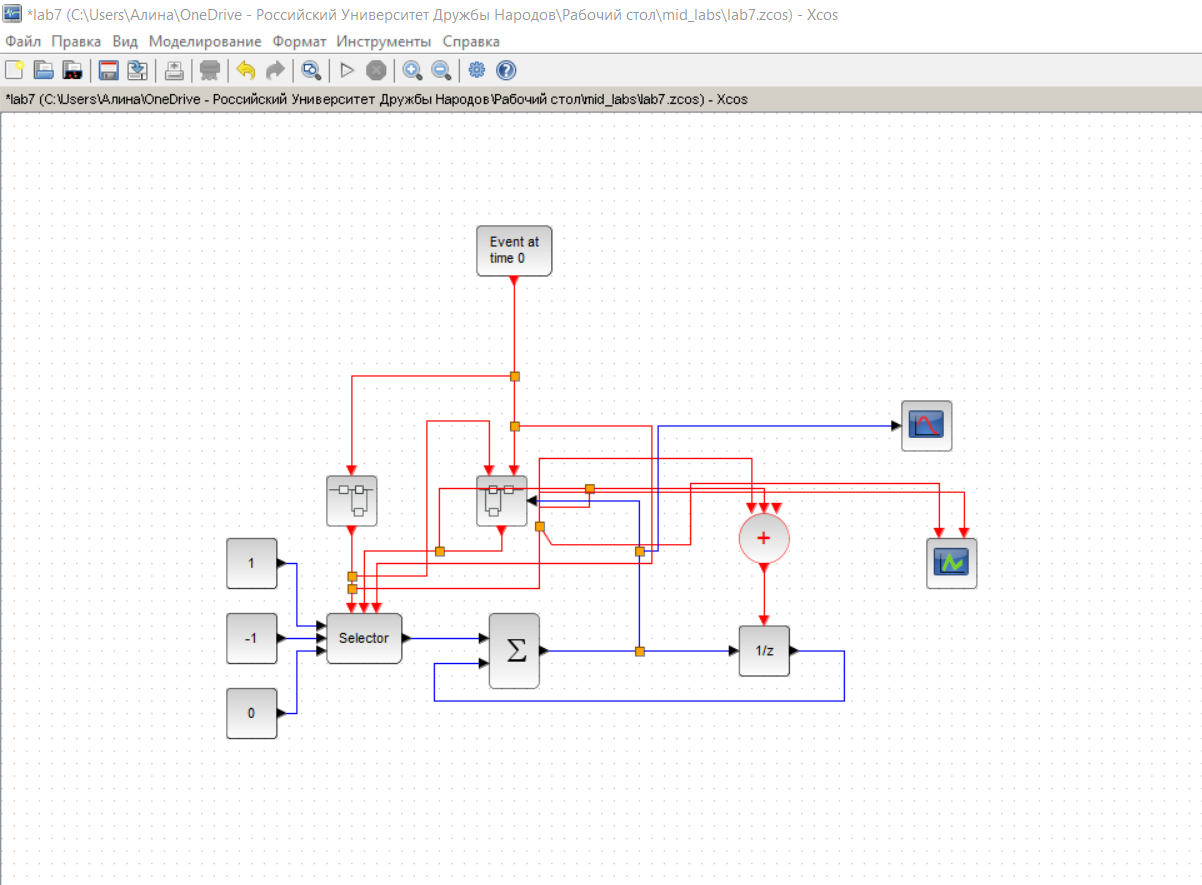 *lab7 (C:\Users\Алина\OneDrive - Российский Университет Дружбы Народов\Рабочий стол\mid_labs\lab7.zcos) - Xcos
Файл Правка Вид Моделирование Формат Инструменты Справка
*lab7 (C:\Users\Алина\OneDrive - Российский Университет Дружбы Народов\Рабочий стол\mid_labs\lab7.zcos) - Xcos
Event at
time 0
+
1
-1
Selector
Σ
1/z
0